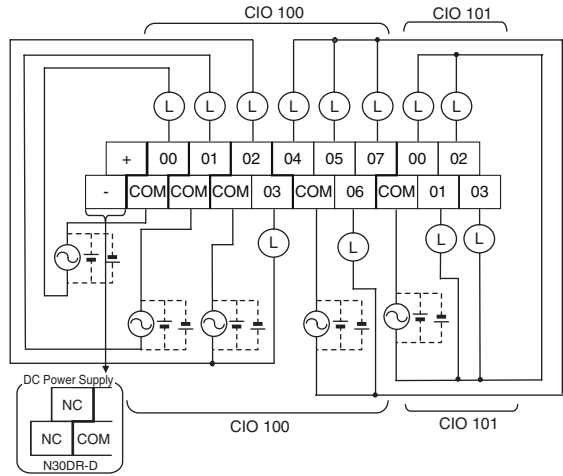 CIO 100 CIO 101
L L L L L L L L
+ 00 01 02 04 05 07 00 02
- COM COM COM 03 COM 06 COM 01 03
L L L L
DC Power Supply
NC
NC COM
N30DR-D
CIO 100 CIO 101